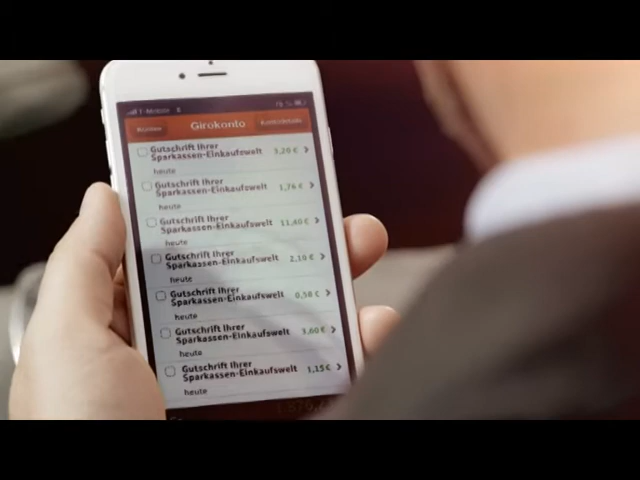 T-Mobile
Girokonto
Gutschrift Ihrer
Sparkassen-Einkaufswelt 3,20 €
heute
Gutschrift Ihrer
Sparkassen-Einkaufswelt 1,76 €
heute
Gutschrift Ihrer
Sparkassen-Einkaufswelt 11,40 €
heute
Gutschrift Ihrer
Sparkassen-Einkaufswelt 2,10 €
heute
Gutschrift Ihrer
Sparkassen-Einkaufswelt 0,58 €
heute
Gutschrift Ihrer
Sparkassen-Einkaufswelt 3,60 €
heute
Gutschrift Ihrer
Sparkassen-Einkaufswelt 1,15 €
heute